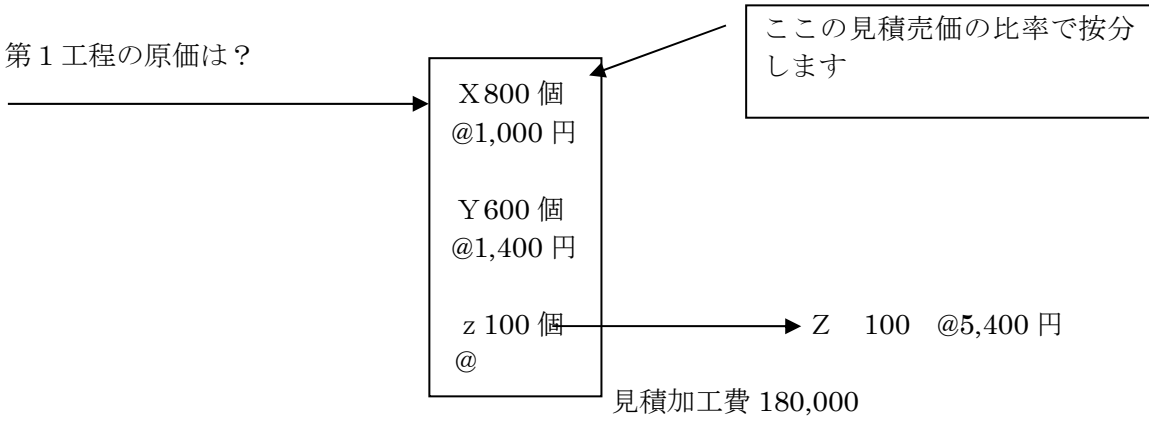 ここの見積売価の比率で按分
します
第１工程の原価は？
Ｘ800 個
@1,000 円
Ｙ600 個
@1,400 円
ｚ100 個
@
Ｚ　100　@5,400 円
見積加工費 180,000